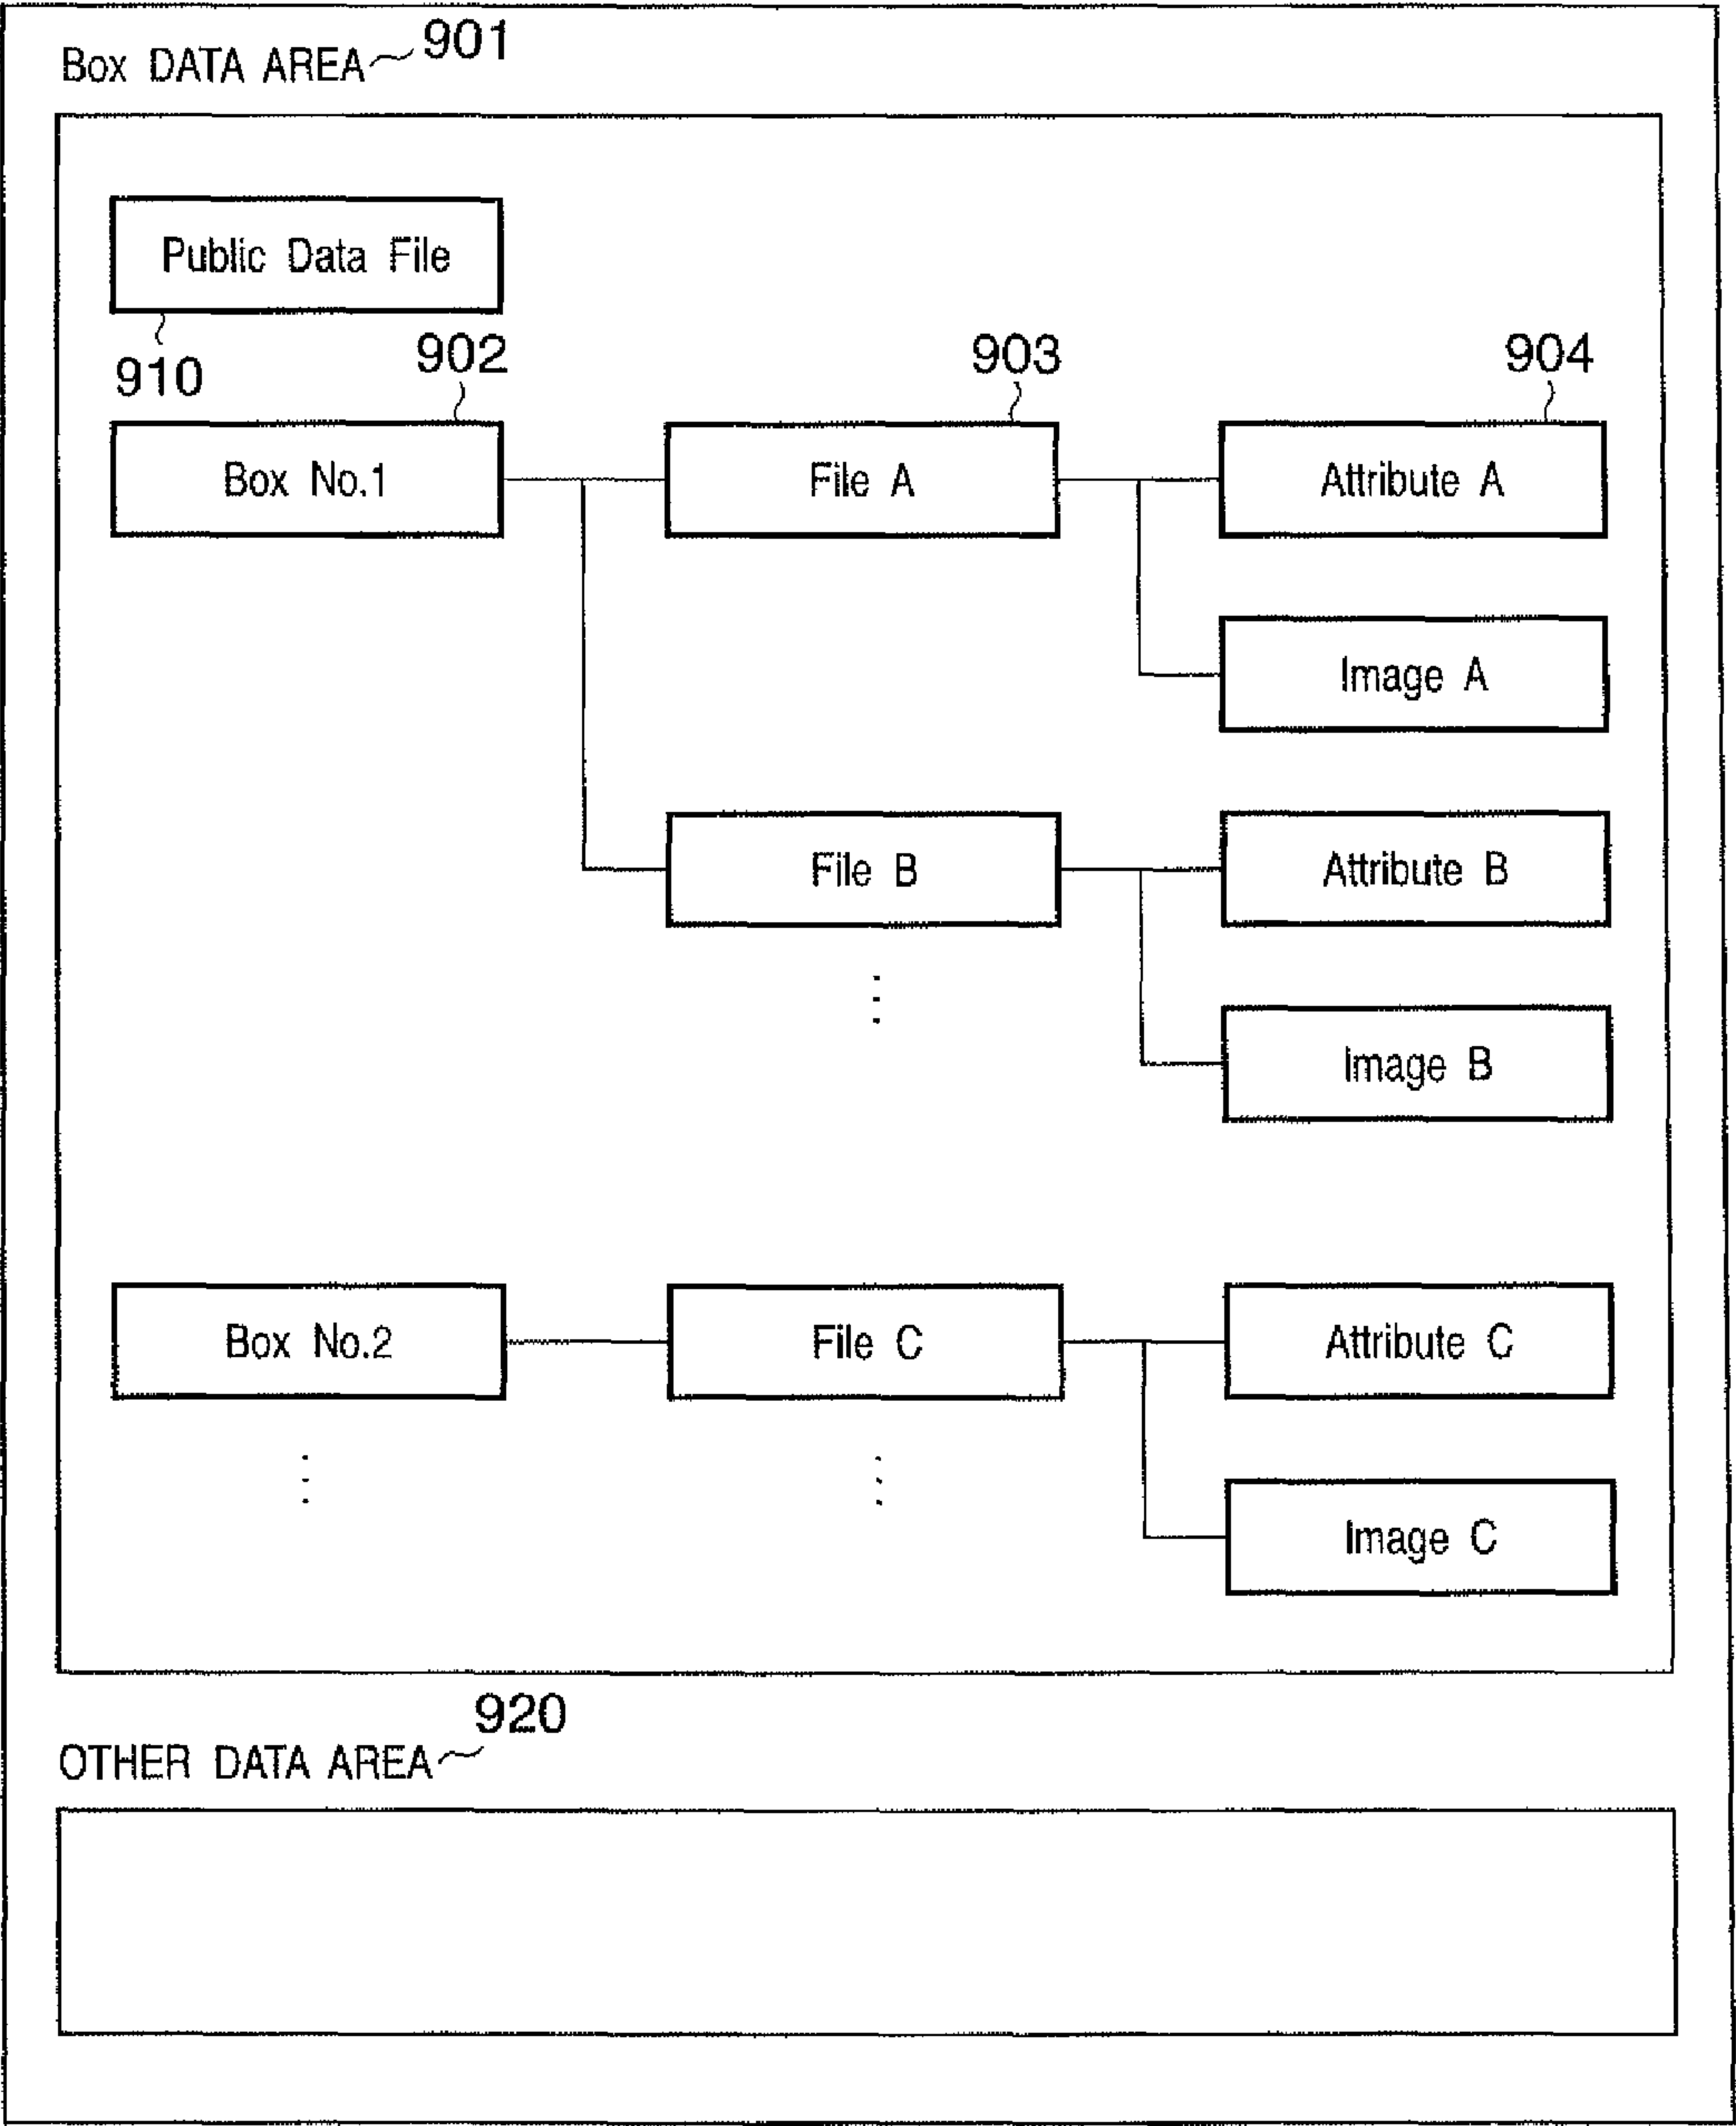 Box DATA AREA 901
Public Data File
910
902
903
904
Box No.1
File A
Attribute A
Image A
File B
Attribute B
Image B
Box No.2
File C
Attribute C
Image C
920
OTHER DATA AREA